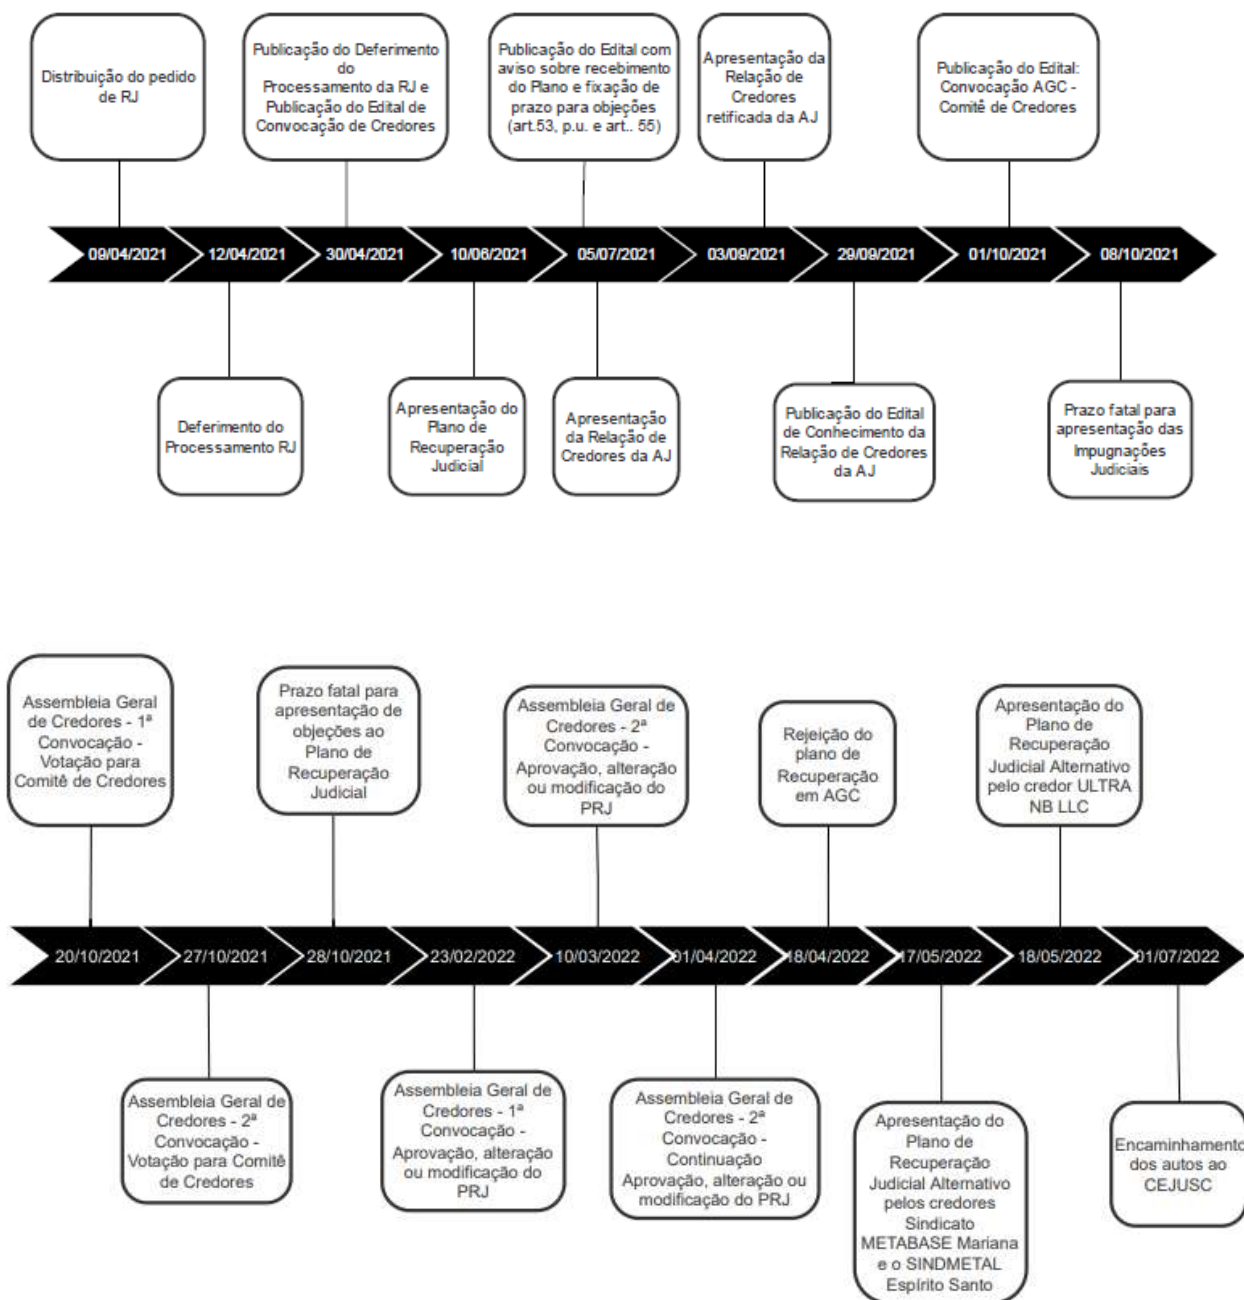 Distribuição do pedido
de RJ
Publicação do Deferimento
do
Processamento da RJ e
Publicação do Edital de
Convocação de Credores
Publicação do Edital com
aviso sobre recebimento
do Plano e fixação de
prazo para objeções
(art.53, p.u. e art.. 55)
Apresentação da
Relação de
Credores
retificada da AJ
Publicação do Edital:
Convocação AGC -
Comitê de Credores
09/04/2021
12/04/2021
30/04/2021
10/06/2021
05/07/2021
03/09/2021
29/09/2021
01/10/2021
08/10/2021
Deferimento do
Processamento RJ
Apresentação do
Plano de
Recuperação
Judicial
Apresentação
da Relação de
Credores da AJ
Publicação do Edital
de Conhecimento da
Relação de Credores
da AJ
Prazo fatal para
apresentação das
Impugnações
Judiciais
Assembleia Geral
de Credores - 1ª
Convocação -
Votação para
Comitê de Credores
Prazo fatal para
apresentação de
objeções ao
Plano de
Recuperação
Judicial
Assembleia Geral de
Credores - 2ª
Convocação -
Aprovação, alteração
ou modificação do
PRJ
Rejeição do
plano de
Recuperação
em AGC
Apresentação do
Plano de
Recuperação
Judicial Alternativo
pelo credor ULTRA
NB LLC
20/10/2021
27/10/2021
28/10/2021
23/02/2022
10/03/2022
01/04/2022
18/04/2022
17/05/2022
18/05/2022
01/07/2022
Assembleia Geral de
Credores - 2ª
Convocação -
Votação para Comitê
de Credores
Assembleia Geral de
Credores - 1ª
Convocação -
Aprovação, alteração
ou modificação do
PRJ
Assembleia Geral de
Credores - 2ª
Convocação -
Continuação
Aprovação, alteração ou
modificação do PRJ
Apresentação do
Plano de
Recuperação
Judicial Alternativo
pelos credores
Sindicato
METABASE Mariana
e o SINDMETAL
Espírito Santo
Encaminhamento
dos autos ao
CEJUSC